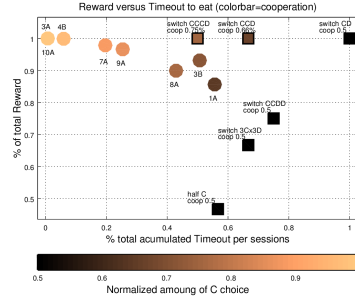 Reward versus Timeout to each (colorbar=cooperation)
% of total Reward
1
0.9
0.8
0.7
0.6
0.5
3A
4B
10A
7A
9A
8A
3B
1A
switch CCCD
coop 0.75%
switch CCD
coop 0.66%
switch CD
coop 0.5
switch CCDD
coop 0.5
switch 3Cx3D
coop 0.5
half C
coop 0.5
0
0.2
0.4
0.6
0.8
1
% total acumulated Timeout per sessions
0.5
0.6
0.7
0.8
0.9
Normalized amoung of C choice